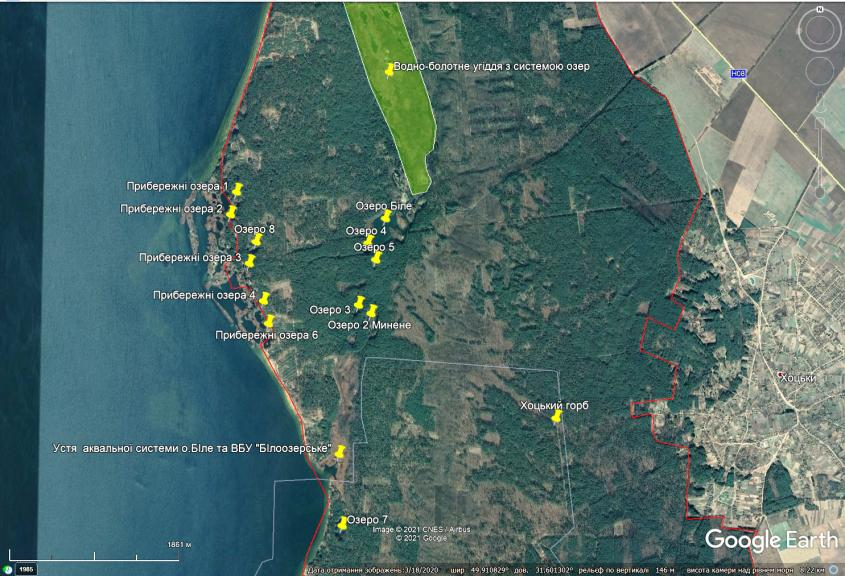 N
H08
Водно-болотне угіддя з системою озер
Прибережні озера 1
Прибережні озера 2
Озеро Біле
Озеро 8
Озеро 4
Озеро 5
Прибережні озера 3
Прибережні озера 4
Озеро 3
Озеро 2 Минене
Прибережні озера 6
Хоцьки
Хоцький горб
Устя аквальної системи о.Біле та ВБУ "Білоозерське"
Озеро 7
Image © 2021 CNES / Airbus
© 2021 Google
Google Earth
1861 м
1985
Дата отримання зображень:3/18/2020 шир 49.910829° дов. 31.601302° рельєф по вертикалі 146 м висота камери над рівнем моря 8.22 км